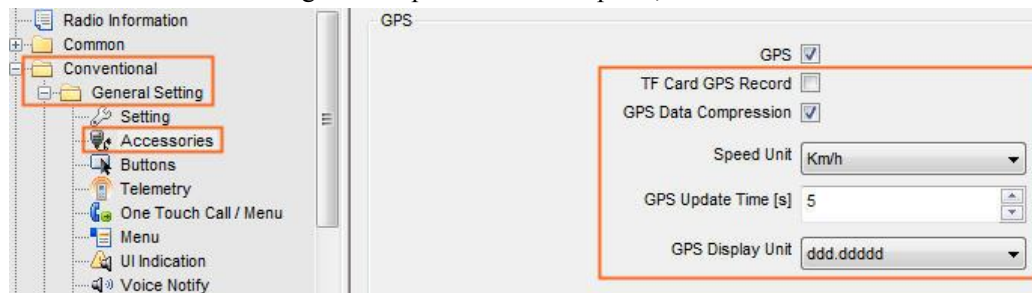 Radio Information
Common
Conventional
General Setting
Setting
Accessories
Buttons
Telemetry
One Touch Call / Menu
Menu
UI Indication
Voice Notify
GPS
GPS
TF Card GPS Record
GPS Data Compression
Speed Unit Km/h
GPS Update Time [s] 5
GPS Display Unit ddd.ddddd